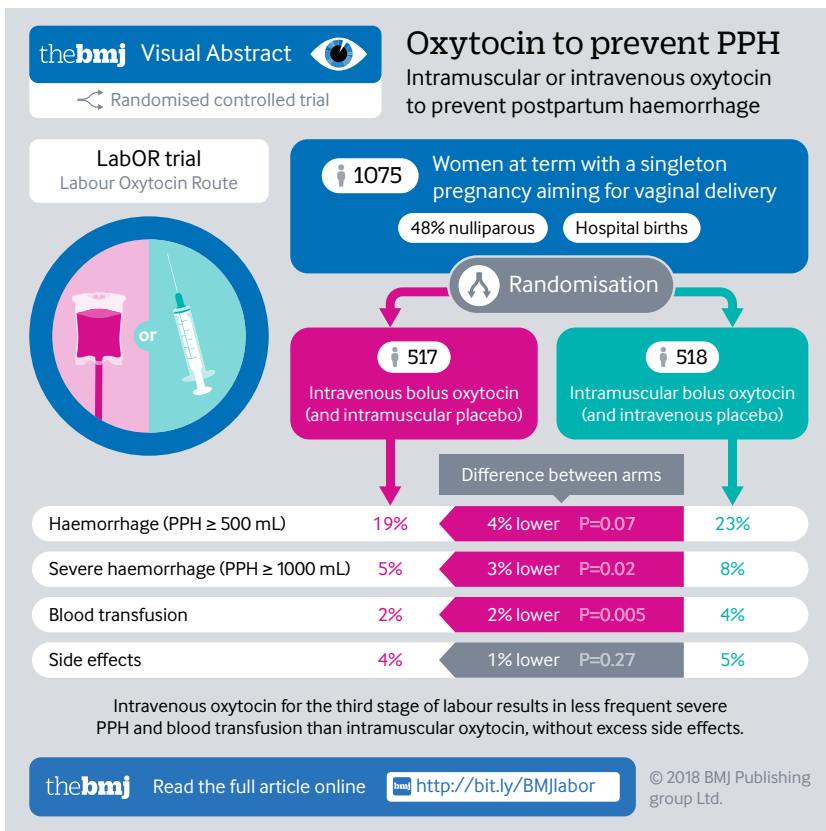 thebmj Visual Abstract
Randomised controlled trial
Oxytocin to prevent PPH
Intramuscular or intravenous oxytocin
to prevent postpartum haemorrhage
LabOR trial
Labour Oxytocin Route
or
1075
Women at term with a singleton
pregnancy aiming for vaginal delivery
48% nulliparous Hospital births
Randomisation
517
Intravenous bolus oxytocin
(and intramuscular placebo)
518
Intramuscular bolus oxytocin
(and intravenous placebo)
Difference between arms
Haemorrhage (PPH ≥ 500 mL) 19% 4% lower P=0.07 23%
Severe haemorrhage (PPH ≥ 1000 mL) 5% 3% lower P=0.02 8%
Blood transfusion 2% 2% lower P=0.005 4%
Side effects 4% 1% lower P=0.27 5%
Intravenous oxytocin for the third stage of labour results in less frequent severe
PPH and blood transfusion than intramuscular oxytocin, without excess side effects.
thebmj Read the full article online bmj http://bit.ly/BMJlabor
© 2018 BMJ Publishing
group Ltd.